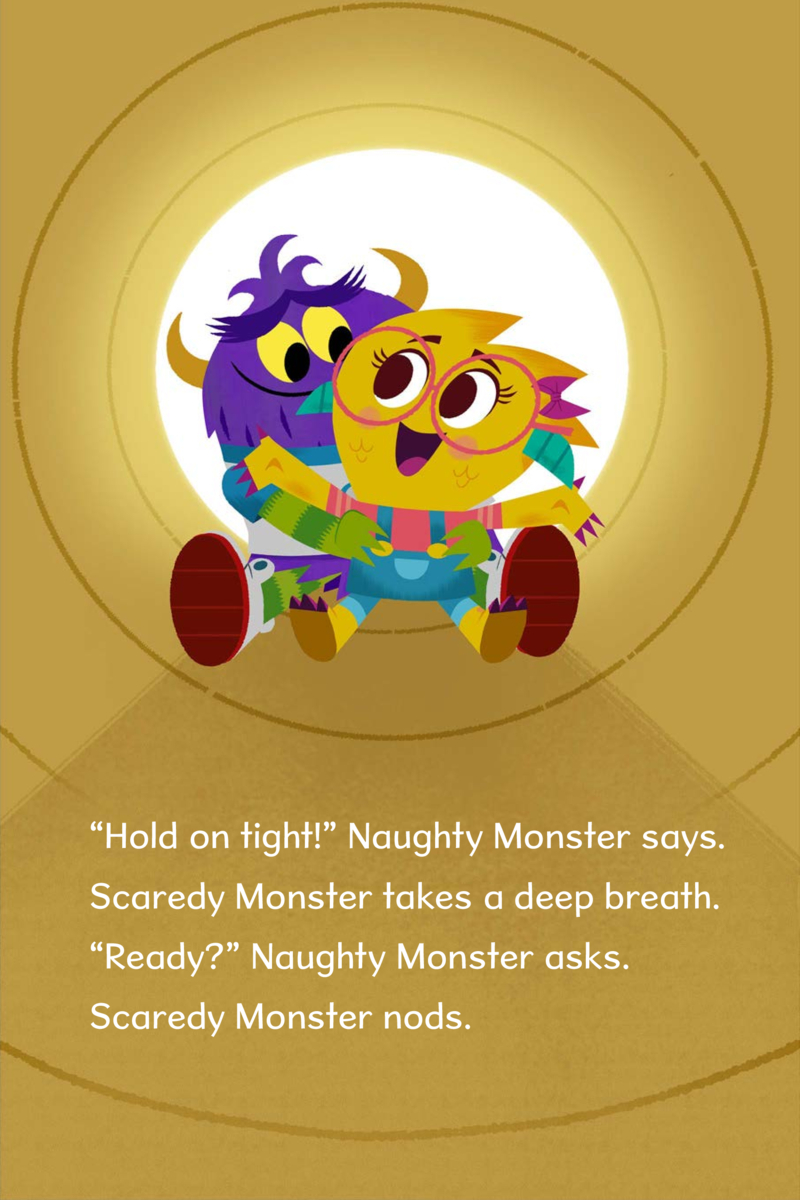 “Hold on tight!” Naughty Monster says.
Scaredy Monster takes a deep breath.
“Ready?” Naughty Monster asks.
Scaredy Monster nods.